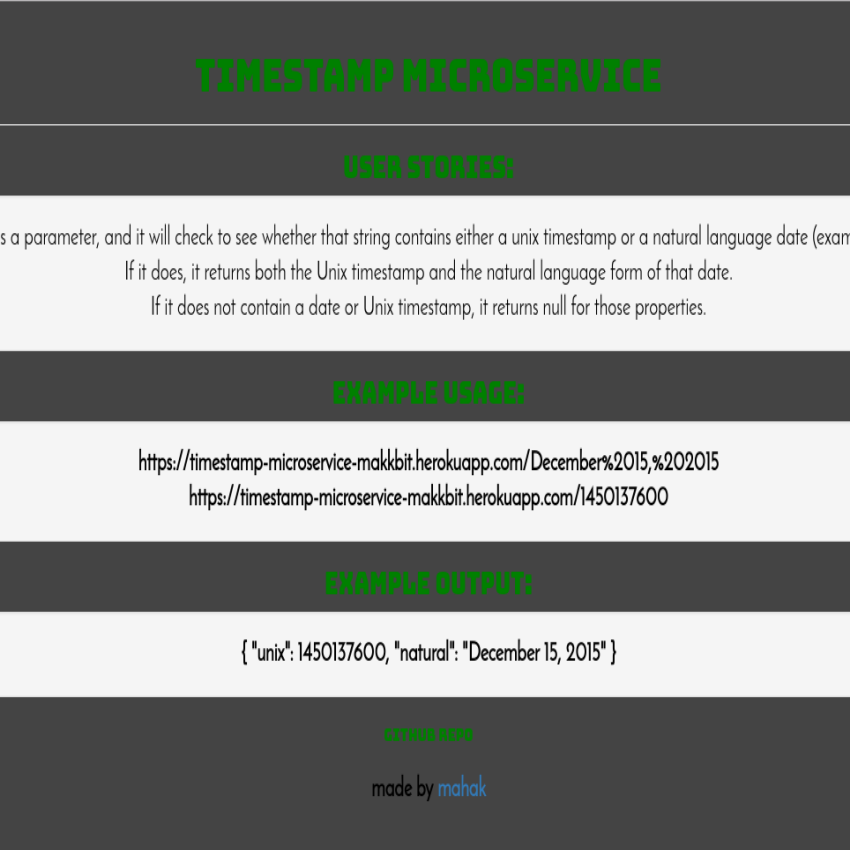 TIMESTAMP MICROSERVICE
USER STORIES:
s a parameter, and it will check to see whether that string contains either a unix timestamp or a natural language date (exam
If it does, it returns both the Unix timestamp and the natural language form of that date.
If it does not contain a date or Unix timestamp, it returns null for those properties.
EXAMPLE USAGE:
https://timestamp-microservice-makkbit.herokuapp.com/December%2015,%202015
https://timestamp-microservice-makkbit.herokuapp.com/1450137600
EXAMPLE OUTPUT:
{ "unix": 1450137600, "natural": "December 15, 2015" }
GITHUB REPO
made by mahak